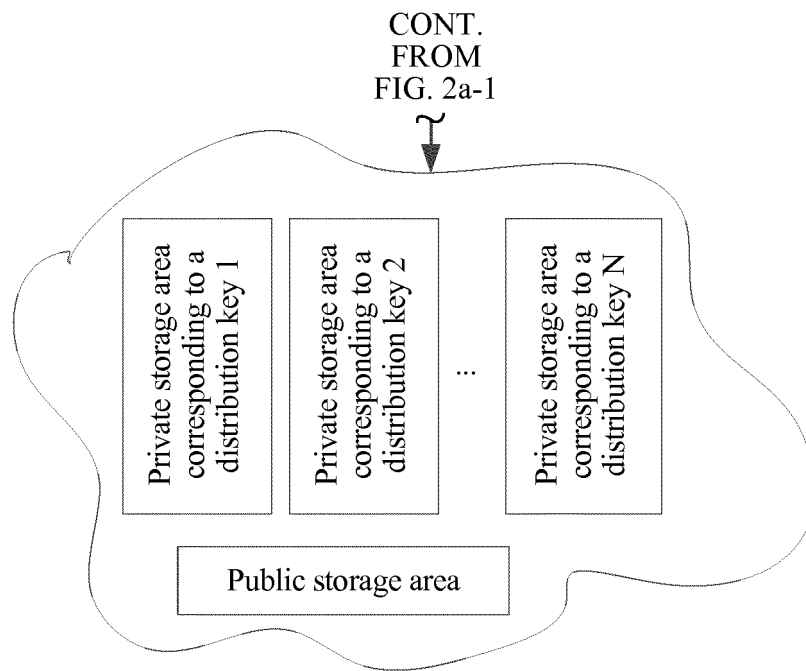 CONT.
FROM
FIG. 2a-1
Private storage area
corresponding to a
distribution key 1
Private storage area
corresponding to a
distribution key 2
...
Private storage area
corresponding to a
distribution key N
Public storage area